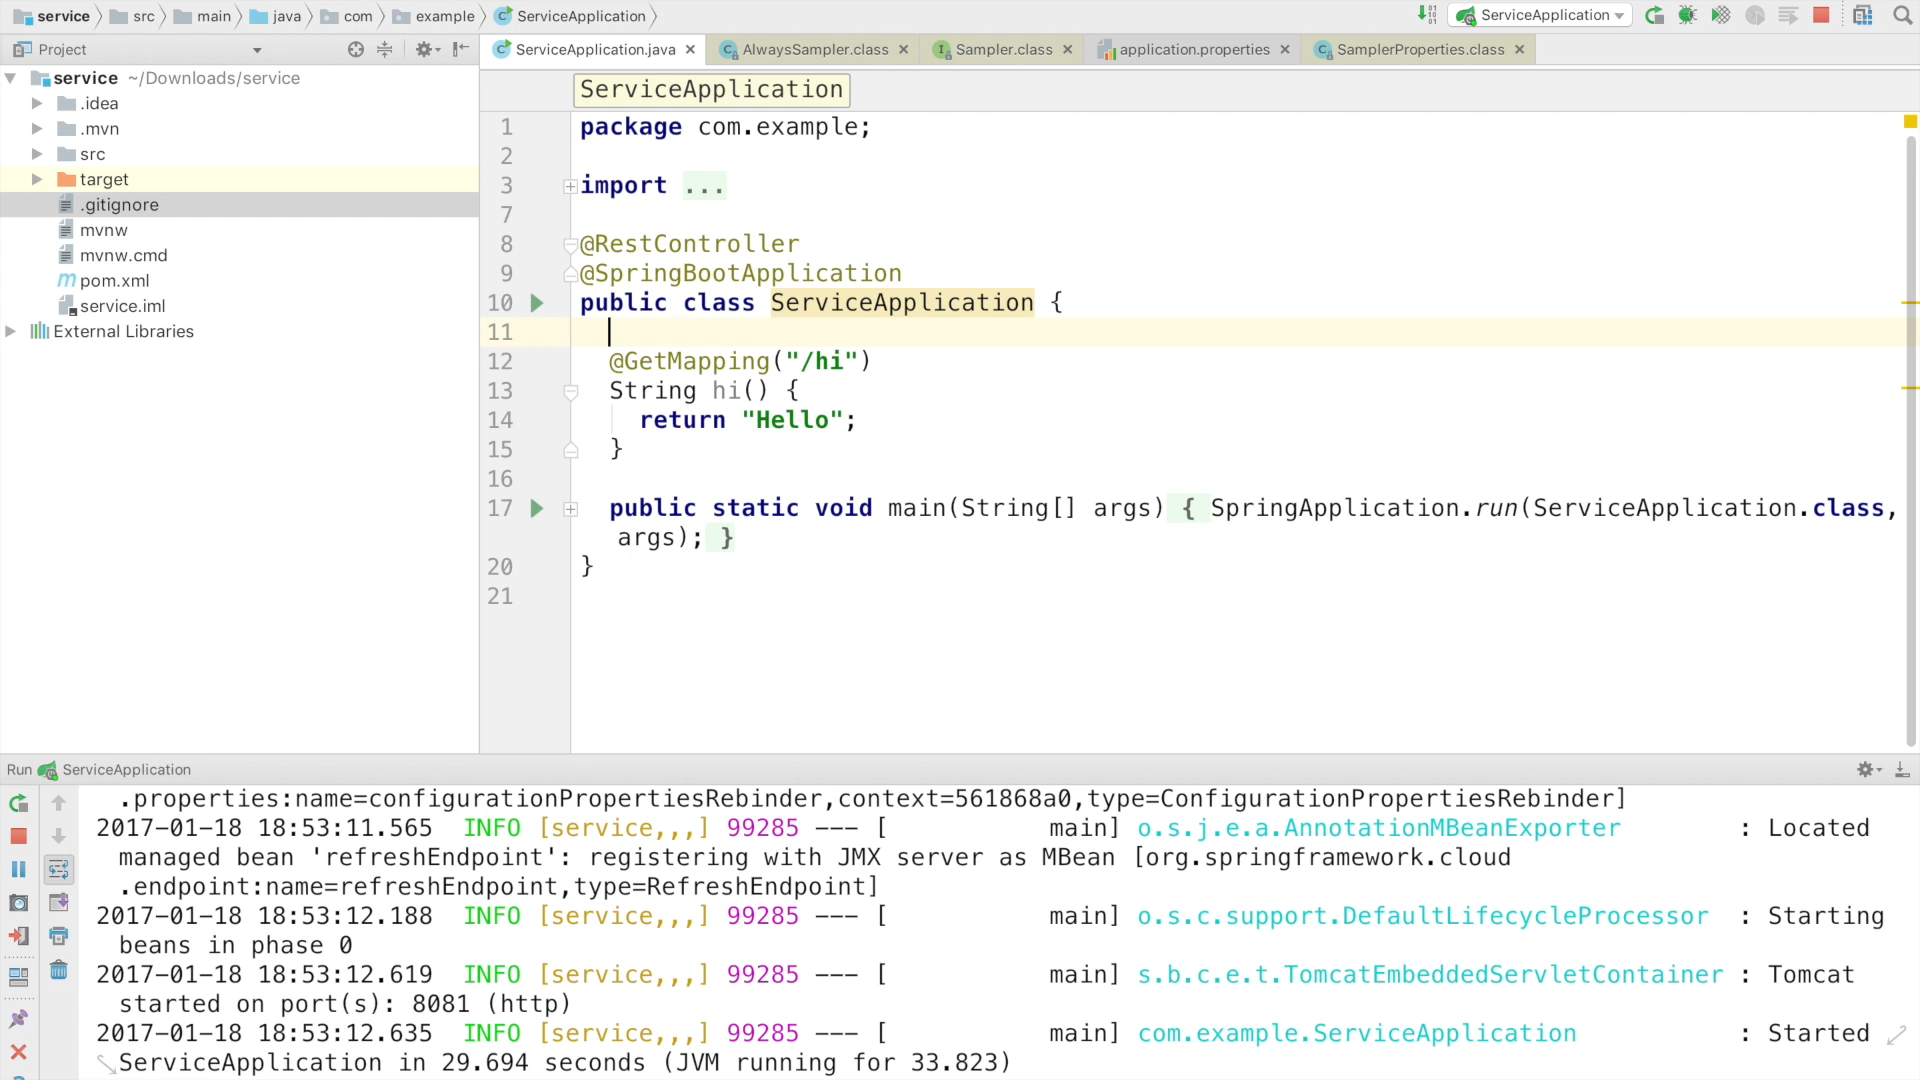 service src main java com example ServiceApplication
ServiceApplication
Project
ServiceApplication.java AlwaysSampler.class Sampler.class application.properties SamplerProperties.class
service ~/Downloads/service
.idea
.mvn
src
target
.gitignore
mvnw
mvnw.cmd
pom.xml
service.iml
External Libraries
ServiceApplication
1 package com.example;
2
3 import ...
7
8 @RestController
9 @SpringBootApplication
10 public class ServiceApplication {
11
12 @GetMapping("/hi")
13 String hi() {
14 return "Hello";
15 }
16
17 public static void main(String[] args) { SpringApplication.run(ServiceApplication.class,
args); }
20 }
21
Run ServiceApplication
.properties:name=configurationPropertiesRebinder,context=561868a0,type=ConfigurationPropertiesRebinder]
2017-01-18 18:53:11.565 INFO [service,,,] 99285 --- [ main] o.s.j.e.a.AnnotationMBeanExporter : Located
managed bean 'refreshEndpoint': registering with JMX server as MBean [org.springframework.cloud
.endpoint:name=refreshEndpoint,type=RefreshEndpoint]
2017-01-18 18:53:12.188 INFO [service,,,] 99285 --- [ main] o.s.c.support.DefaultLifecycleProcessor : Starting
beans in phase 0
2017-01-18 18:53:12.619 INFO [service,,,] 99285 --- [ main] s.b.c.e.t.TomcatEmbeddedServletContainer : Tomcat
started on port(s): 8081 (http)
2017-01-18 18:53:12.635 INFO [service,,,] 99285 --- [ main] com.example.ServiceApplication : Started
ServiceApplication in 29.694 seconds (JVM running for 33.823)